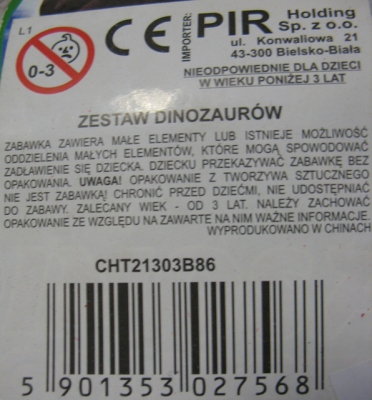 L1
0-3
CE
IMPORTER:
PIR Holding Sp. z o.o.
ul. Konwaliowa 21
43-300 Bielsko-Biała
NIEODPOWIEDNIE DLA DZIECI
W WIEKU PONIŻEJ 3 LAT
ZESTAW DINOZAURÓW
ZABAWKA ZAWIERA MAŁE ELEMENTY LUB ISTNIEJE MOŻLIWOŚĆ
ODDZIELENIA MAŁYCH ELEMENTÓW, KTÓRE MOGĄ SPOWODOWAĆ
ZADŁAWIENIE SIĘ DZIECKA. DZIECKU PRZEKAZYWAĆ ZABAWKĘ BEZ
OPAKOWANIA. UWAGA! OPAKOWANIE Z TWORZYWA SZTUCZNEGO
NIE JEST ZABAWKĄ! CHRONIĆ PRZED DZIEĆMI, NIE UDOSTĘPNIAĆ
DO ZABAWY. ZALECANY WIEK - OD 3 LAT. NALEŻY ZACHOWAĆ
OPAKOWANIE ZE WZGLĘDU NA ZAWARTE NA NIM WAŻNE INFORMACJE.
WYPRODUKOWANO W CHINACH
CHT21303B86
5 901353 027568